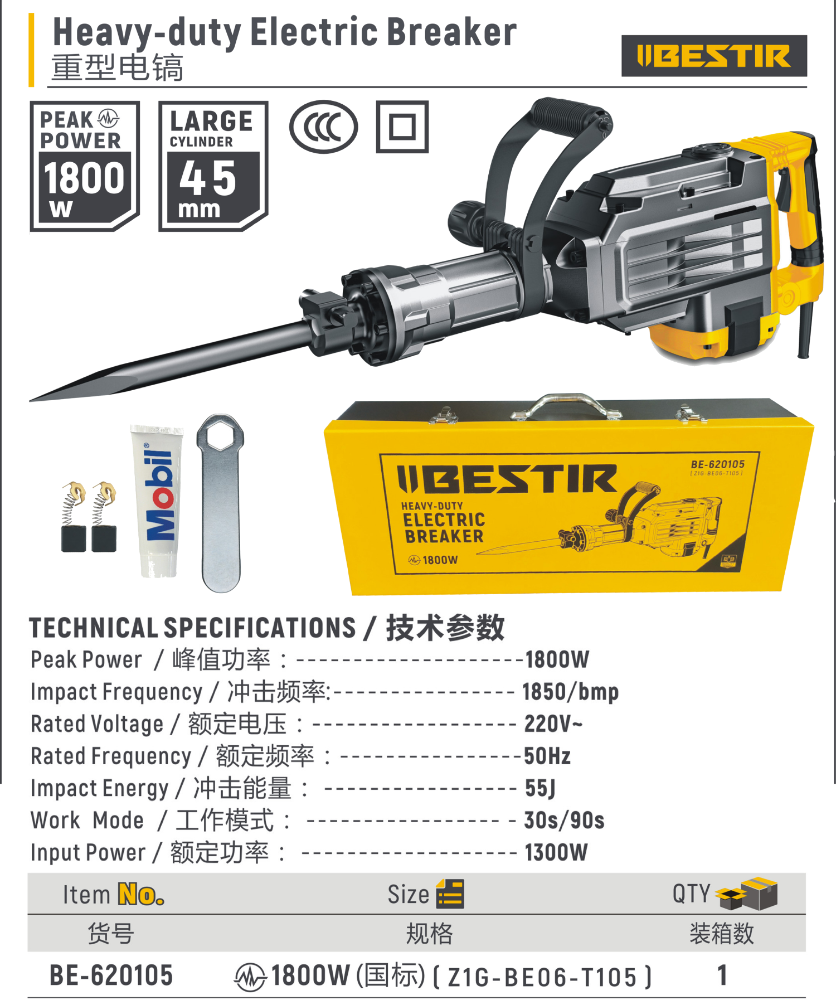 Heavy-duty Electric Breaker
重型电镐
BESTIR
PEAK
POWER
1800
W
LARGE
CYLINDER
45
mm
CCC
Mobil®
BESTIR
BE-620105
( Z1G-BE06-T105 )
HEAVY-DUTY
ELECTRIC
BREAKER
1800W
TECHNICAL SPECIFICATIONS / 技术参数
Peak Power / 峰值功率 : -------------------1800W
Impact Frequency / 冲击频率:--------------- 1850/bmp
Rated Voltage / 额定电压 : ----------------- 220V~
Rated Frequency / 额定频率 : ---------------50Hz
Impact Energy / 冲击能量 : ---------------- 55J
Work Mode / 工作模式 : ----------------- - 30s/90s
Input Power / 额定功率 : ------------------ 1300W
Item No. Size QTY
货号 规格 装箱数
BE-620105 1800W (国标) ( Z1G-BE06-T105 ) 1